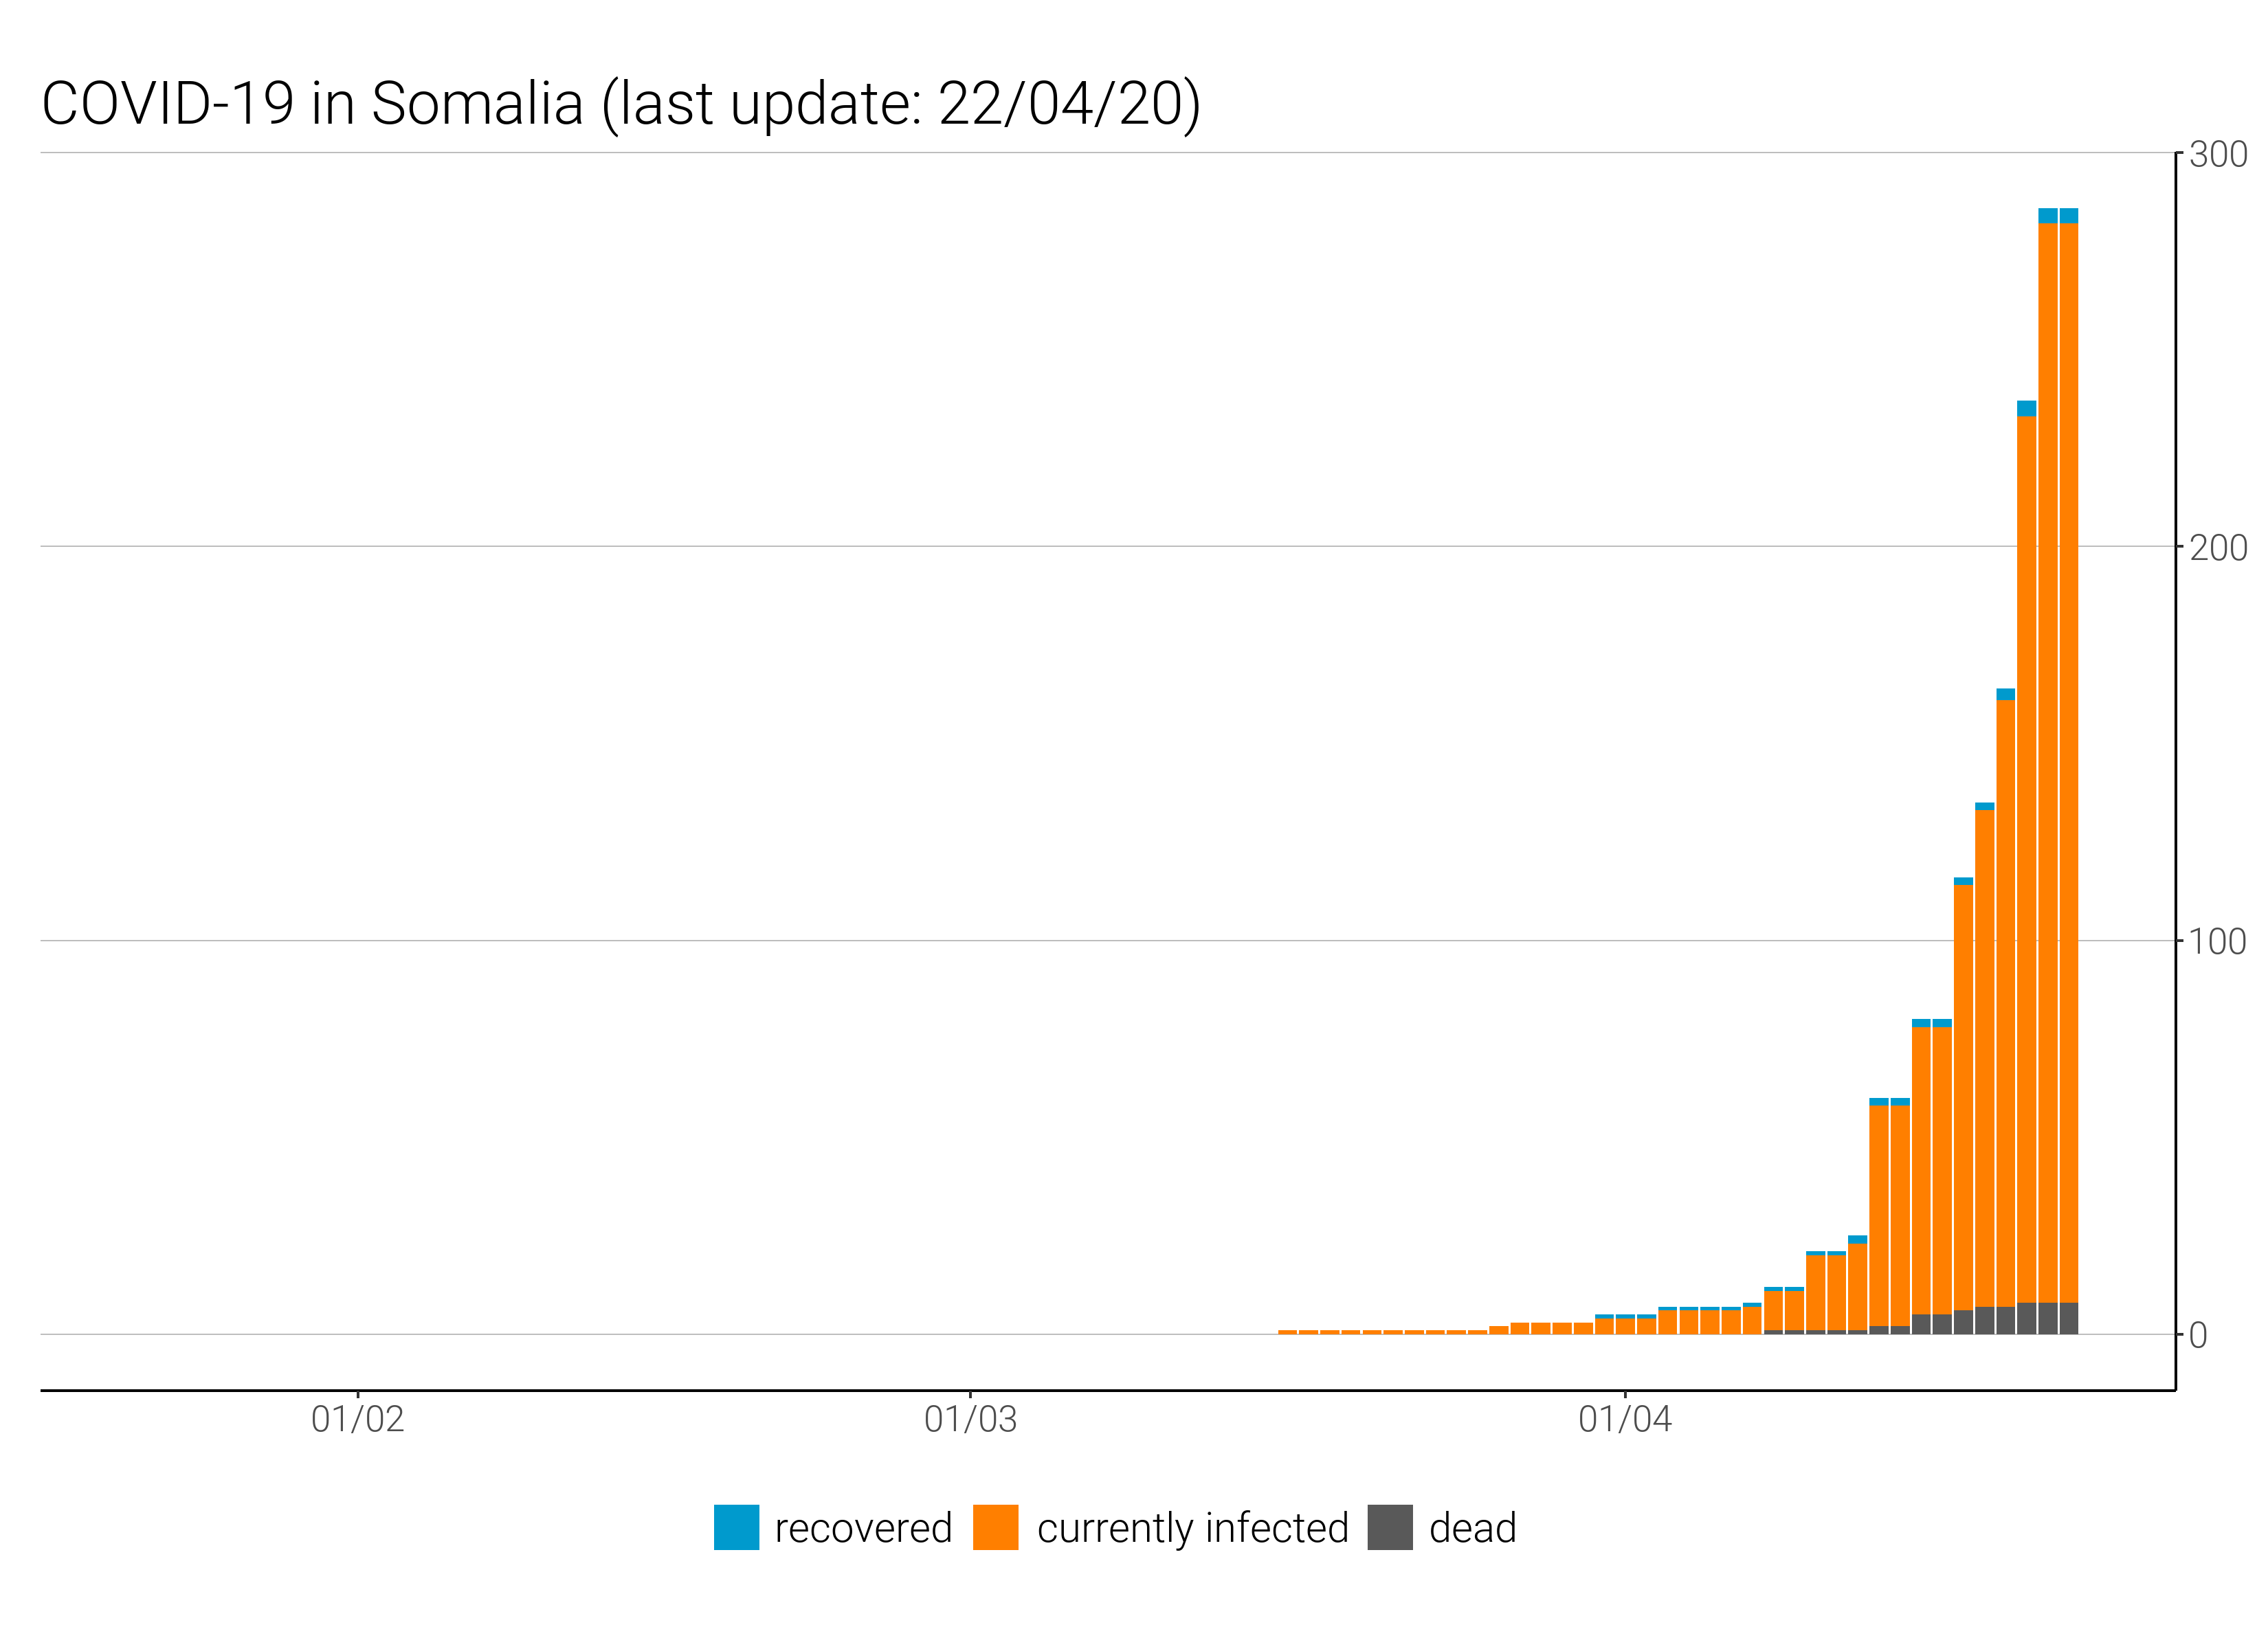 COVID-19 in Somalia (last update: 22/04/20)
300
200
100
0
01/02 01/03 01/04
recovered currently infected dead